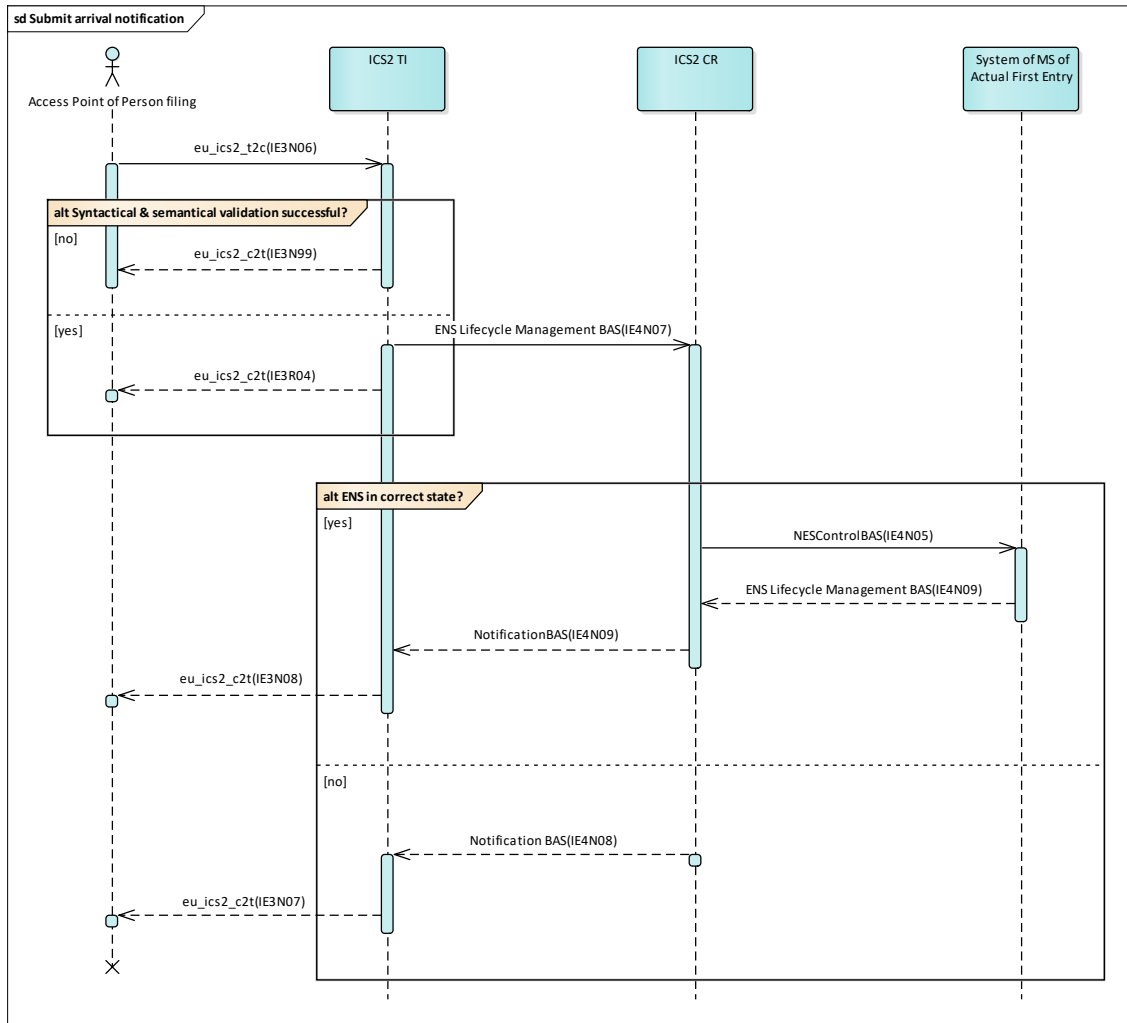 sd Submit arrival notification
ICS2 TI
ICS2 CR
System of MS of
Actual First Entry
Access Point of Person filing
eu_ics2_t2c(IE3N06)
alt Syntactical & semantical validation successful?
[no]
eu_ics2_c2t(IE3N99)
[yes]
ENS Lifecycle Management BAS(IE4N07)
eu_ics2_c2t(IE3R04)
alt ENS in correct state?
[yes]
NESControlBAS(IE4N05)
ENS Lifecycle Management BAS(IE4N09)
NotificationBAS(IE4N09)
eu_ics2_c2t(IE3N08)
[no]
Notification BAS(IE4N08)
eu_ics2_c2t(IE3N07)